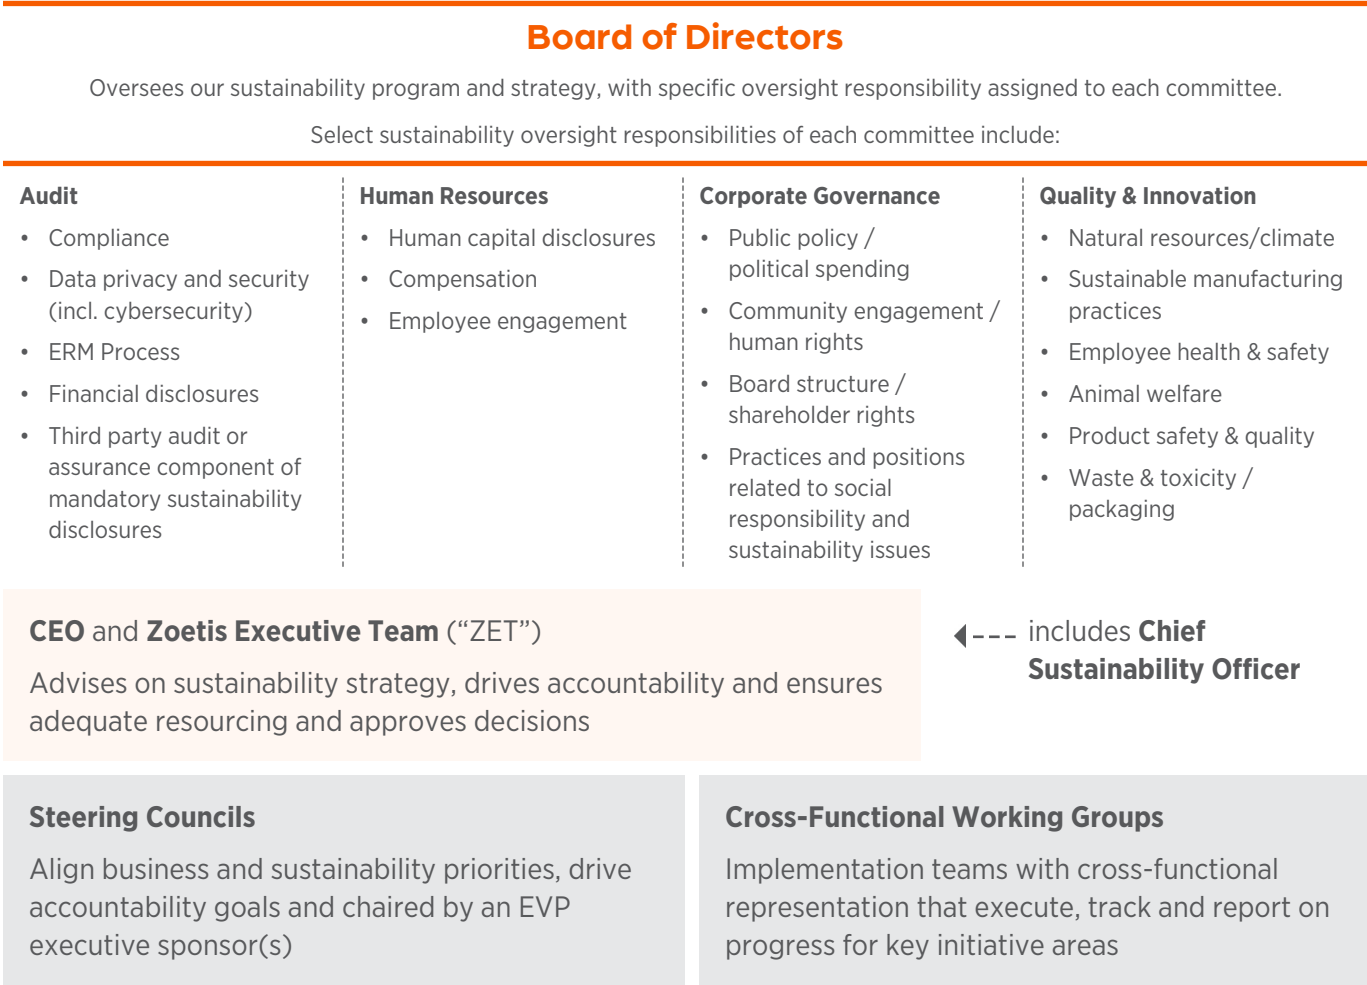 Board of Directors
Oversees our sustainability program and strategy, with specific oversight responsibility assigned to each committee.
Select sustainability oversight responsibilities of each committee include:
Audit
• Compliance
• Data privacy and security
(incl. cybersecurity)
• ERM Process
• Financial disclosures
• Third party audit or
assurance component of
mandatory sustainability
disclosures
Human Resources
• Human capital disclosures
• Compensation
• Employee engagement
Corporate Governance
• Public policy /
political spending
• Community engagement /
human rights
• Board structure /
shareholder rights
• Practices and positions
related to social
responsibility and
sustainability issues
Quality & Innovation
• Natural resources/climate
• Sustainable manufacturing
practices
• Employee health & safety
• Animal welfare
• Product safety & quality
• Waste & toxicity /
packaging
CEO and Zoetis Executive Team (“ZET”)
Advises on sustainability strategy, drives accountability and ensures
adequate resourcing and approves decisions
includes Chief
Sustainability Officer
Steering Councils
Align business and sustainability priorities, drive
accountability goals and chaired by an EVP
executive sponsor(s)
Cross-Functional Working Groups
Implementation teams with cross-functional
representation that execute, track and report on
progress for key initiative areas